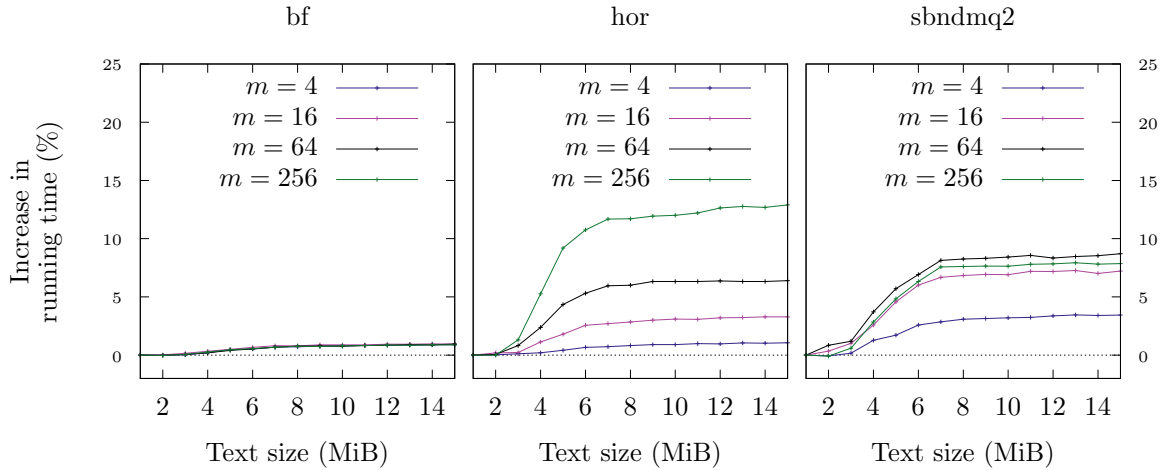 bf hor sbndmq2
Increase in
running time (%)
25
20
15
10
5
0
m = 4
m = 16
m = 64
m = 256
2 4 6 8 10 12 14
Text size (MiB)
m = 4
m = 16
m = 64
m = 256
2 4 6 8 10 12 14
Text size (MiB)
m = 4
m = 16
m = 64
m = 256
25
20
15
10
5
0
2 4 6 8 10 12 14
Text size (MiB)